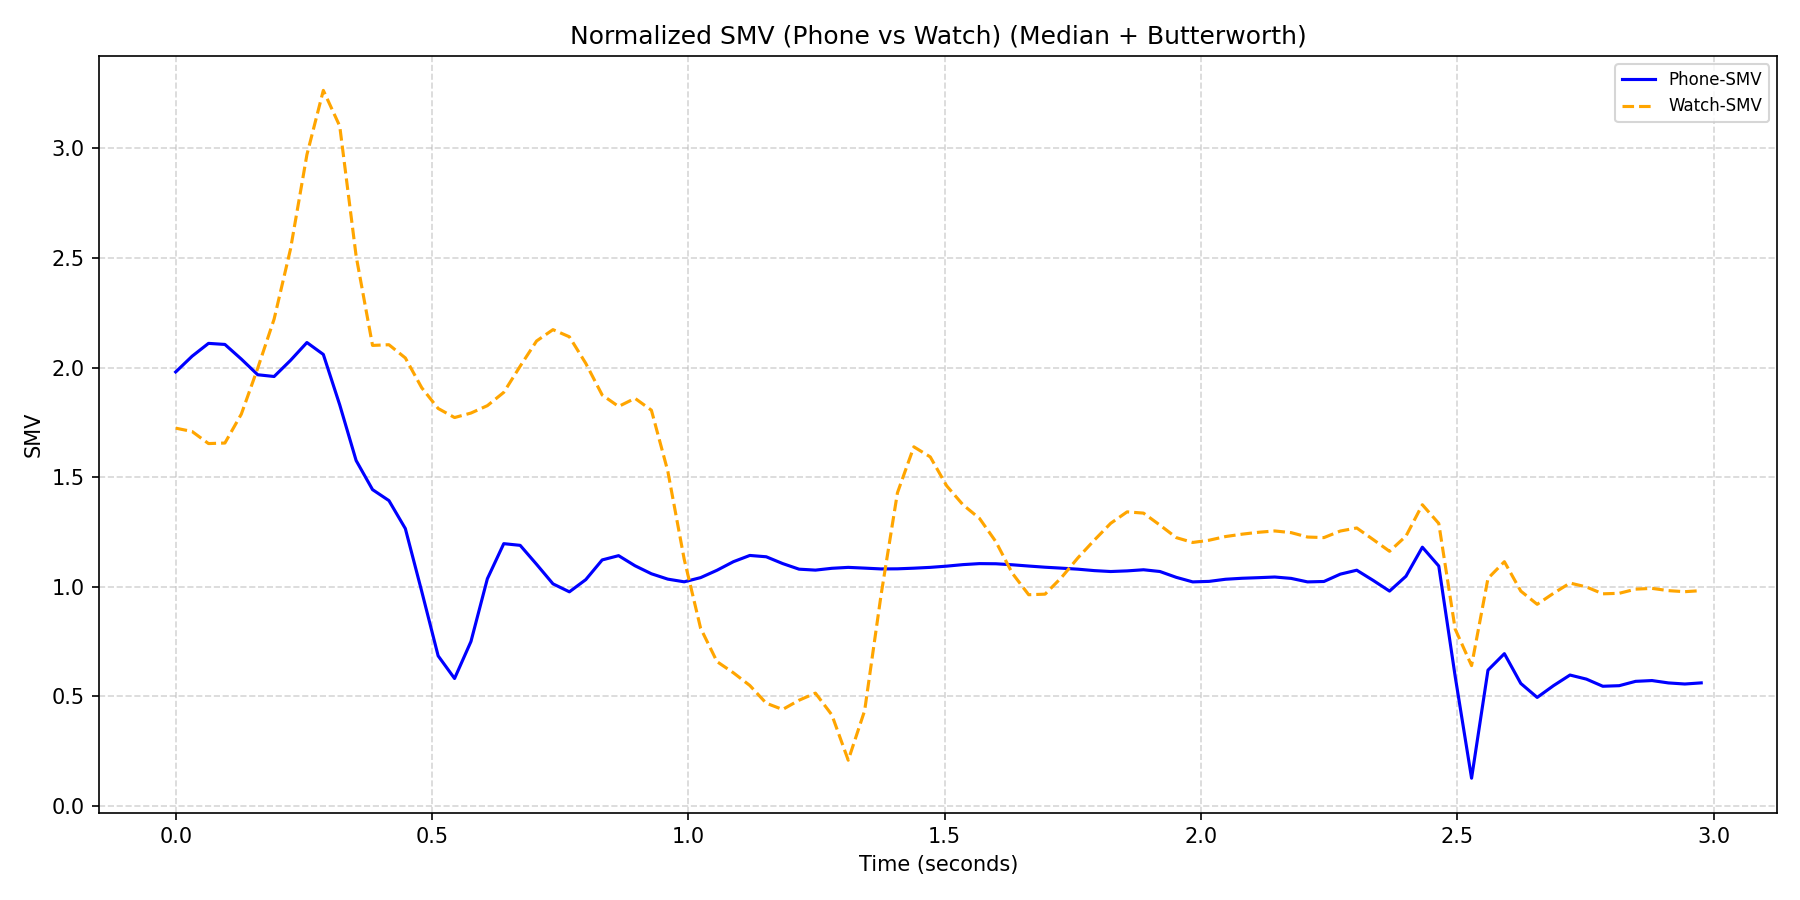 Normalized SMV (Phone vs Watch) (Median + Butterworth)
Phone-SMV
Watch-SMV
SMV
3.0
2.5
2.0
1.5
1.0
0.5
0.0
0.0 0.5 1.0 1.5 2.0 2.5 3.0
Time (seconds)